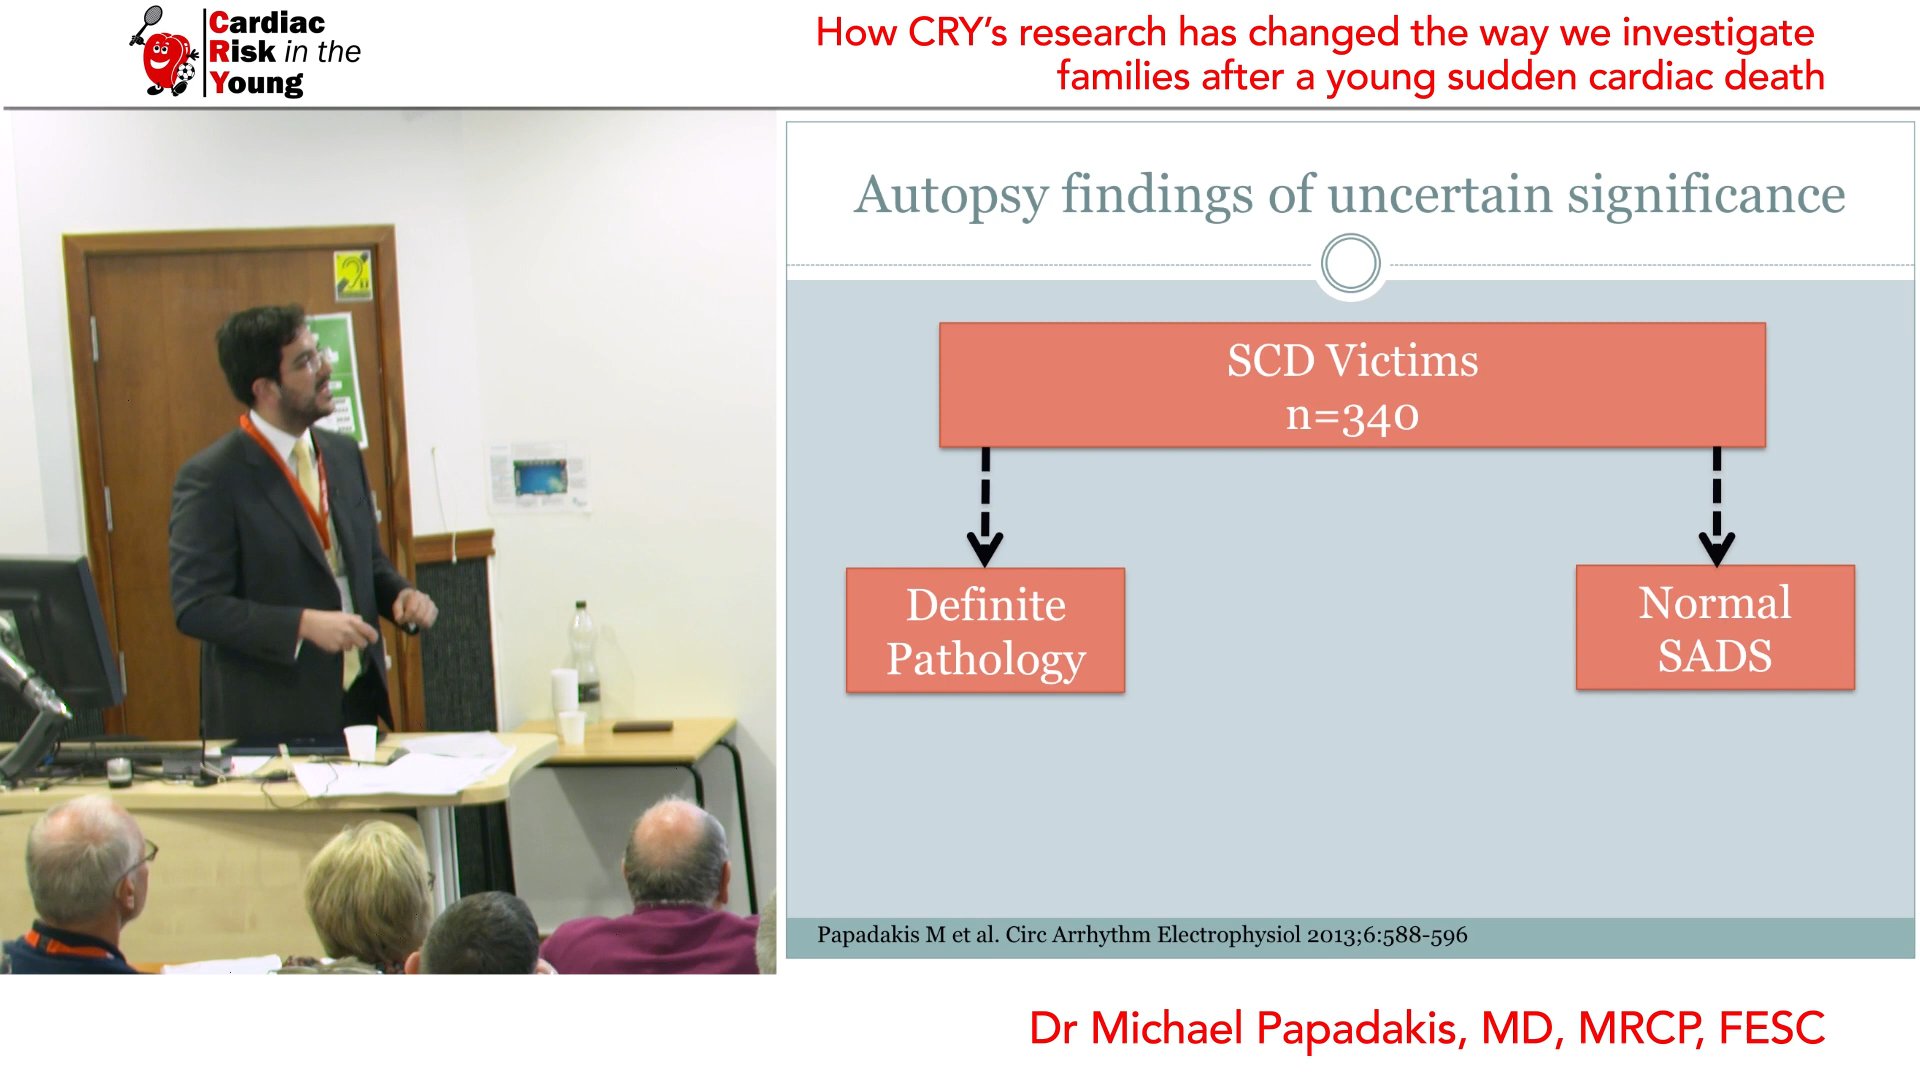 Cardiac
Risk in the
Young
How CRY's research has changed the way we investigate
families after a young sudden cardiac death
Autopsy findings of uncertain significance
SCD Victims
n=340
Definite
Pathology
Normal
SADS
Papadakis M et al. Circ Arrhythm Electrophysiol 2013;6:588-596
Dr Michael Papadakis, MD, MRCP, FESC